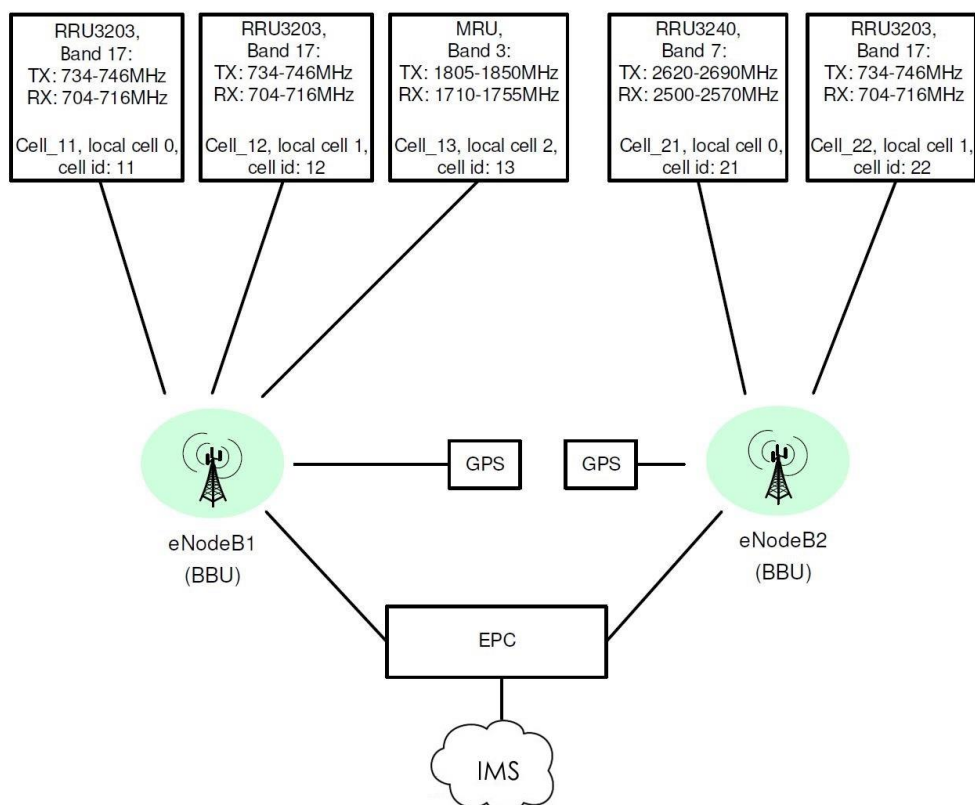 RRU3203,
Band 17:
TX: 734-746MHz
RX: 704-716MHz
Cell_11, local cell 0,
cell id: 11
RRU3203,
Band 17:
TX: 734-746MHz
RX: 704-716MHz
Cell_12, local cell 1,
cell id: 12
MRU,
Band 3:
TX: 1805-1850MHz
RX: 1710-1755MHz
Cell_13, local cell 2,
cell id: 13
RRU3240,
Band 7:
TX: 2620-2690MHz
RX: 2500-2570MHz
Cell_21, local cell 0,
cell id: 21
RRU3203,
Band 17:
TX: 734-746MHz
RX: 704-716MHz
Cell_22, local cell 1,
cell id: 22
GPS
GPS
eNodeB1
(BBU)
eNodeB2
(BBU)
EPC
IMS